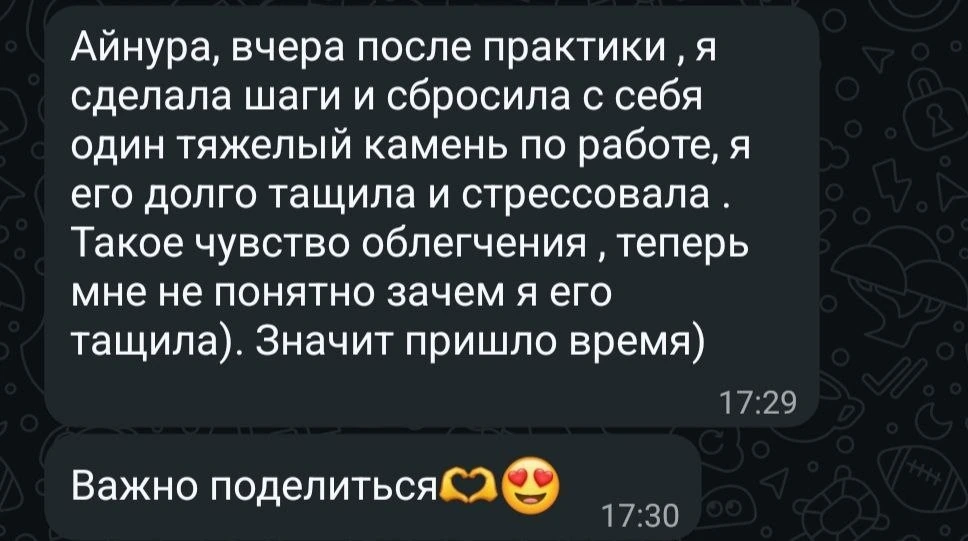 Айнура, вчера после практики , я
сделала шаги и сбросила с себя
один тяжелый камень по работе, я
его долго тащила и стрессовала .
Такое чувство облегчения , теперь
мне не понятно зачем я его
тащила). Значит пришло время)
17:29
Важно поделиться🫶😍
17:30